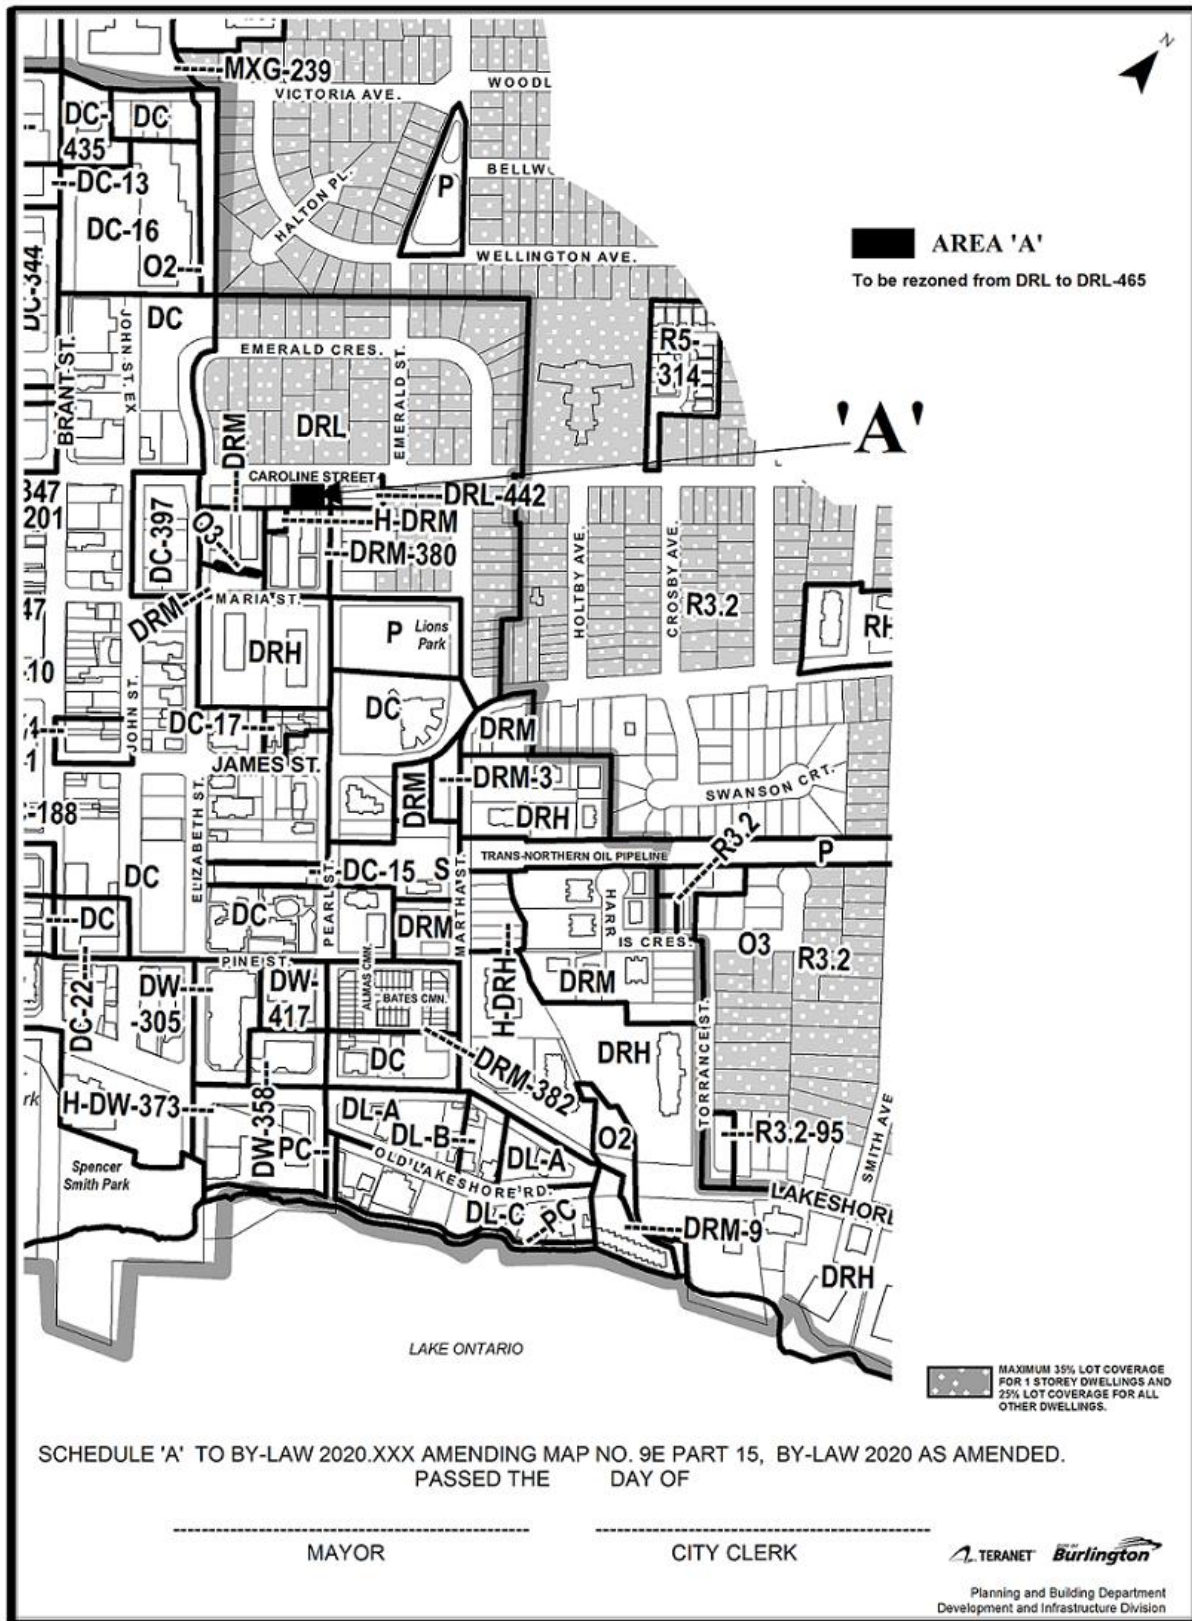 N
MXG-239
VICTORIA AVE.
WOODL
DC-
435
DC
P
BELLW
DC-13
HALTON PL.
DC-16
WELLINGTON AVE.
O2
DC-344
AREA 'A'
To be rezoned from DRL to DRL-465
DC
JOHN ST. EX
BRANT ST.
EMERALD CRES.
EMERALD ST.
R5-
314
'A'
DRM
DRL
CAROLINE STREET
DRL-442
347
201
DC-397
O3
H-DRM
DRM-380
HOLTBY AVE.
CROSBY AVE.
R3.2
RH
DRM
MARIA ST.
47
P
Lions
Park
DRH
-10
JOHN ST.
DC-17
DC
DRM
JAMES ST.
1
DRM
DRM-3
SWANSON CRT.
-188
ELIZABETH ST.
DRH
R3.2
TRANS-NORTHERN OIL PIPELINE
P
DC
DC-15
S
PEARL ST.
MARTHA ST.
HARR
IS CRES.
DC
DC
DRM
O3
R3.2
PINE ST.
ALMAS CMN.
BATES CMN.
H-DRH
DRM
DC-22
DW
-305
DW-
417
DC
DRM-382
DRH
TORRANCE ST.
rk
H-DW-373
DW-358
DL-A
DL-B
PC
O2
R3.2-95
SMITH AVE
Spencer
Smith Park
OLD LAKESHORE RD.
DL-A
LAKESHORE
DL-C
PC
DRM-9
DRH
LAKE ONTARIO
MAXIMUM 35% LOT COVERAGE
FOR 1 STOREY DWELLINGS AND
25% LOT COVERAGE FOR ALL
OTHER DWELLINGS.
SCHEDULE 'A' TO BY-LAW 2020.XXX AMENDING MAP NO. 9E PART 15, BY-LAW 2020 AS AMENDED.
PASSED THE DAY OF
MAYOR CITY CLERK
TERANET
Burlington
Planning and Building Department
Development and Infrastructure Division